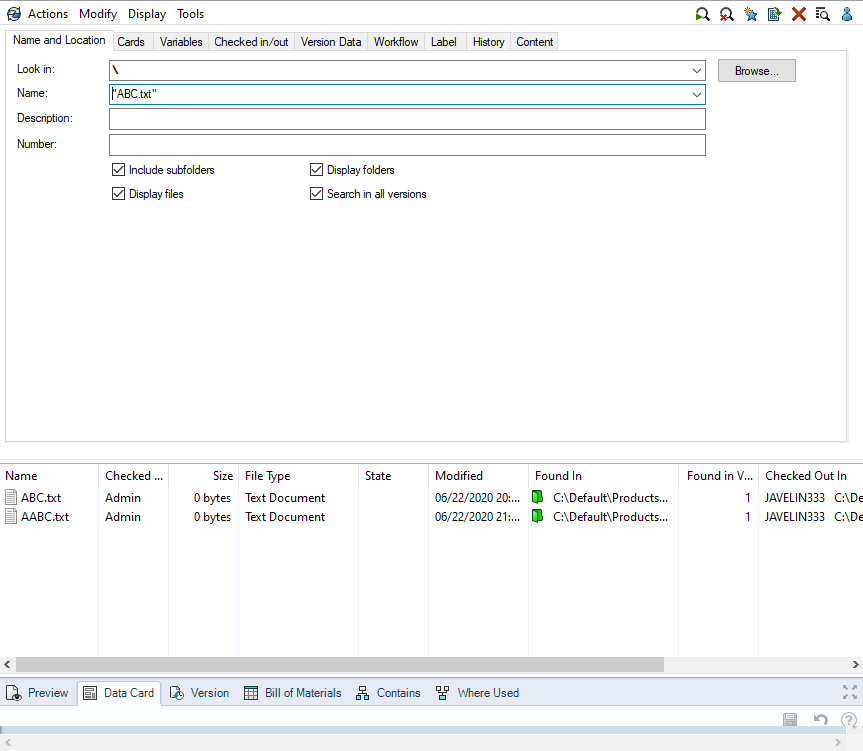 Actions Modify Display Tools
Name and Location Cards Variables Checked in/out Version Data Workflow Label History Content
Look in: \ Browse...
Name: "ABC.txt"
Description:
Number:
Include subfolders Display folders
Display files Search in all versions
Name Checked ... Size File Type State Modified Found In Found in V... Checked Out In
ABC.txt Admin 0 bytes Text Document 06/22/2020 20:... C:\Default\Products... 1 JAVELIN333 C:\De
AABC.txt Admin 0 bytes Text Document 06/22/2020 21:... C:\Default\Products... 1 JAVELIN333 C:\De
Preview Data Card Version Bill of Materials Contains Where Used